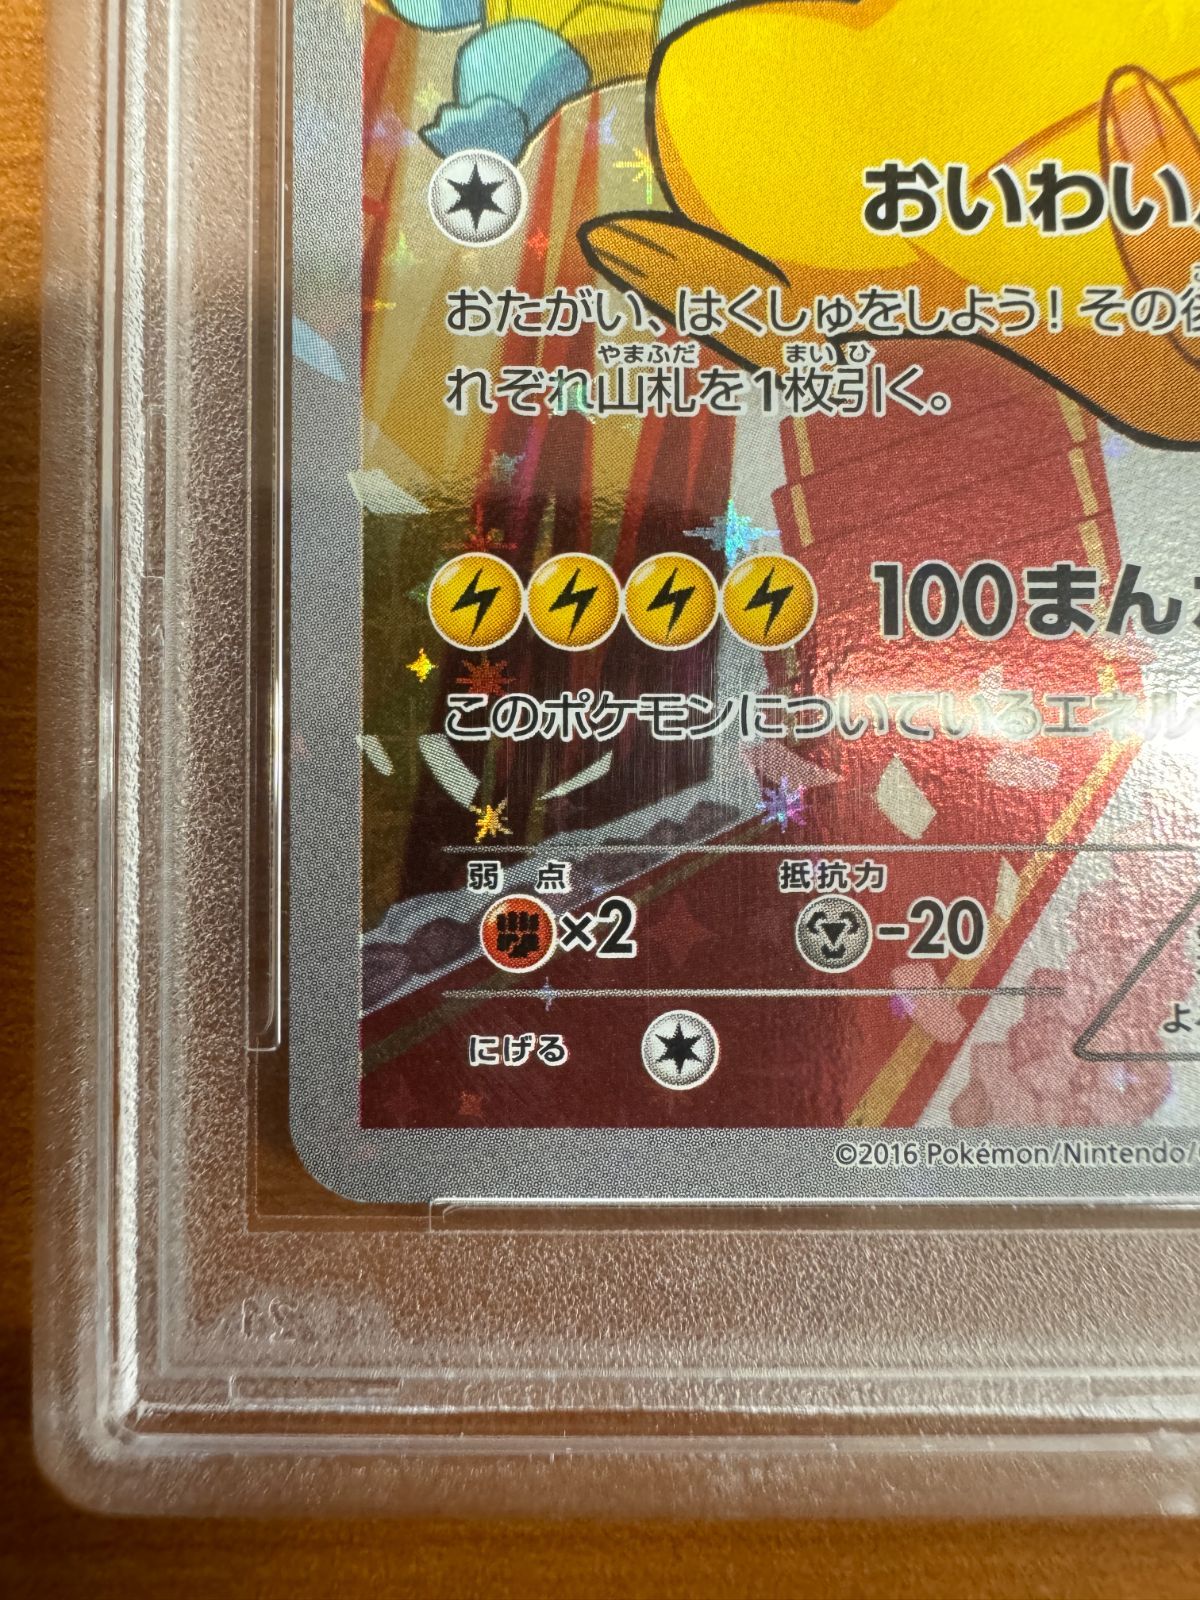 おいわい
おたがい、はくしゅをしよう！その後
やまふだ まい ひ
れぞれ山札を1枚引く。
100まん
このポケモンについているエネル
弱 点 抵抗力
×2 -20
にげる
©2016 Pokémon/Nintendo/
21